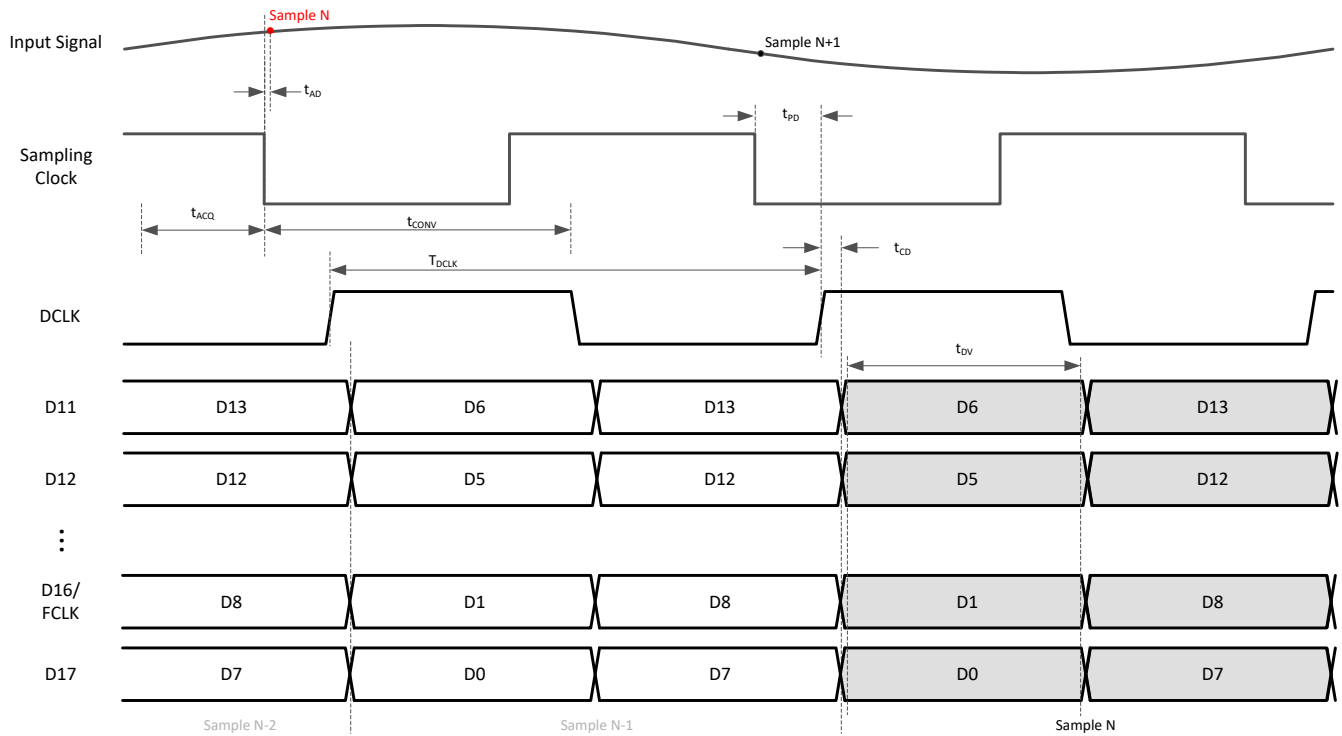 Sample N
Input Signal
Sample N+1
tAD
tPD
Sampling
Clock
tACQ
tCONV
tCD
TDCLK
DCLK
tDV
D11
D13
D6
D13
D6
D13
D12
D12
D5
D12
D5
D12
D16/
FCLK
D8
D1
D8
D1
D8
D17
D7
D0
D7
D0
D7
Sample N-2
Sample N-1
Sample N